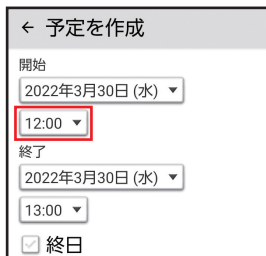 ← 予定を作成
開始
2022年3月30日 (水) ▼
12:00 ▼
終了
2022年3月30日 (水) ▼
13:00 ▼
終日